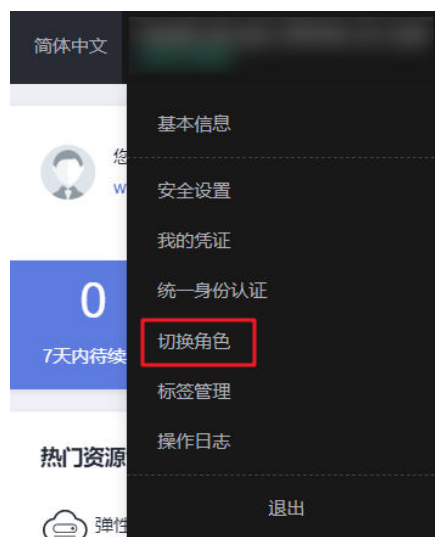 简体中文
基本信息
您
w
安全设置
我的凭证
统一身份认证
0
切换角色
7天内待续
标签管理
操作日志
热门资源
退出
弹性